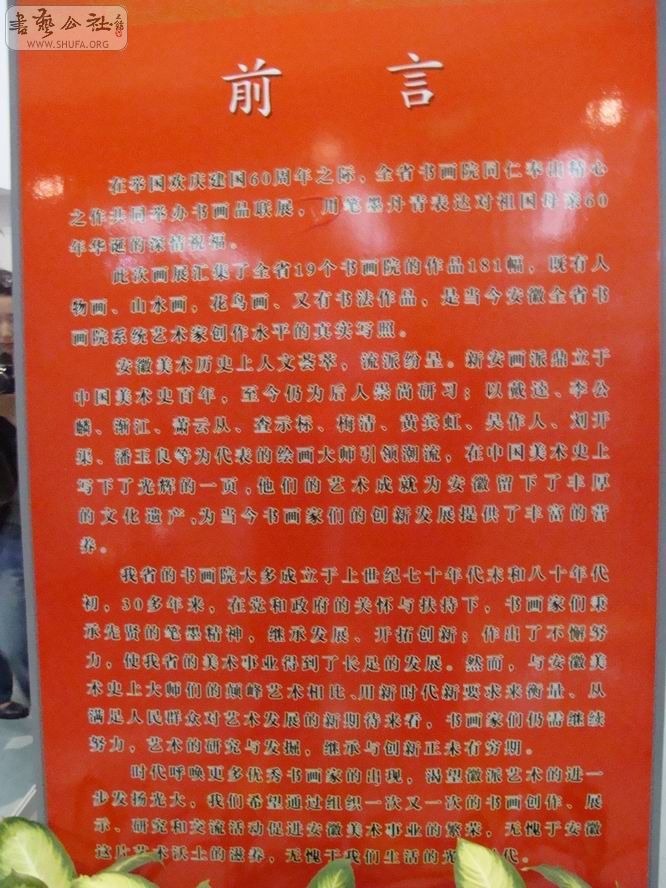 書藝公社
WWW.SHUFA.ORG
前 言
在举国欢庆建国60周年之际，全省书画院同仁奉出精心
之作共同举办书画品联展，用笔墨丹青表达对祖国母亲60
年华诞的深情祝福。
此次画展汇集了全省19个书画院的作品181幅，既有人
物画、山水画，花鸟画、又有书法作品，是当今安徽全省书
画院系统艺术家创作水平的真实写照。
安徽美术历史上人文荟萃，流派纷呈。新安画派鼎立于
中国美术史百年，至今仍为后人崇尚研习；以戴逵、李公
麟、渐江、萧云从、查示标、梅清、黄宾虹、吴作人、刘开
渠、潘玉良等为代表的绘画大师引领潮流，在中国美术史上
写下了光辉的一页，他们的艺术成就为安徽留下了丰厚
的文化遗产，为当今书画家们的创新发展提供了丰富的营
养。
我省的书画院大多成立于上世纪七十年代末和八十年代
初，30多年来，在党和政府的关怀与扶持下，书画家们秉
承先贤的笔墨精神，继承发展、开拓创新；作出了不懈努
力，使我省的美术事业得到了长足的发展。然而，与安徽美
术史上大师们的颠峰艺术相比、用新时代新要求来衡量、从
满足人民群众对艺术发展的新期待来看，书画家们仍需继续
努力，艺术的研究与发掘，继承与创新正未有穷期。
时代呼唤更多优秀书画家的出现，渴望徽派艺术的进一
步发扬光大，我们希望通过组织一次又一次的书画创作、展
示、研究和交流活动促进安徽美术事业的繁荣，无愧于安徽
这片艺术沃土的滋养，无愧于我们生活的光 时代。